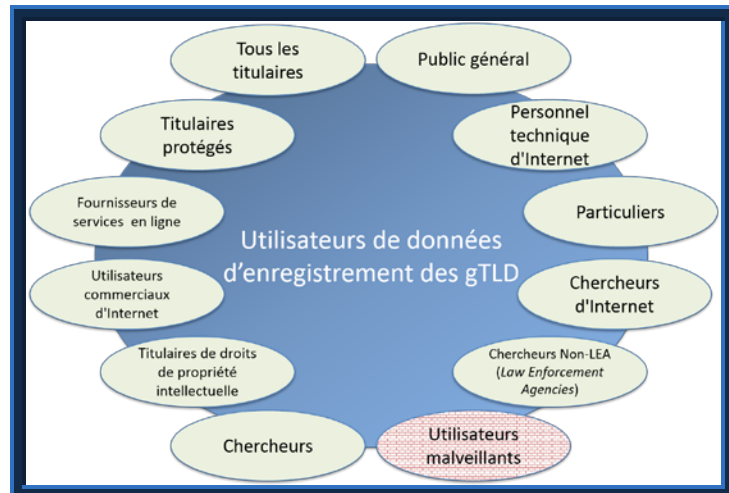 Tous les
titulaires
Public général
Titulaires
protégés
Personnel
technique
d'Internet
Fournisseurs de
services en ligne
Particuliers
Utilisateurs de données
d'enregistrement des gTLD
Utilisateurs
commerciaux
d'Internet
Chercheurs
d'Internet
Titulaires de droits
de propriété
intellectuelle
Chercheurs Non-LEA
(Law Enforcement
Agencies)
Chercheurs
Utilisateurs
malveillants